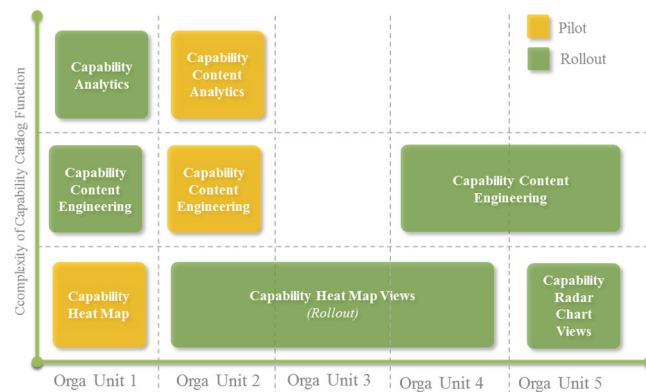 Pilot
Rollout
Ccomplexity of Capability Catalog Function
Capability
Analytics
Capability
Content
Analytics
Capability
Content
Engineering
Capability
Content
Engineering
Capability Content
Engineering
Capability
Heat Map
Capability Heat Map Views
(Rollout)
Capability
Radar
Chart
Views
Orga Unit 1
Orga Unit 2
Orga Unit 3
Orga Unit 4
Orga Unit 5